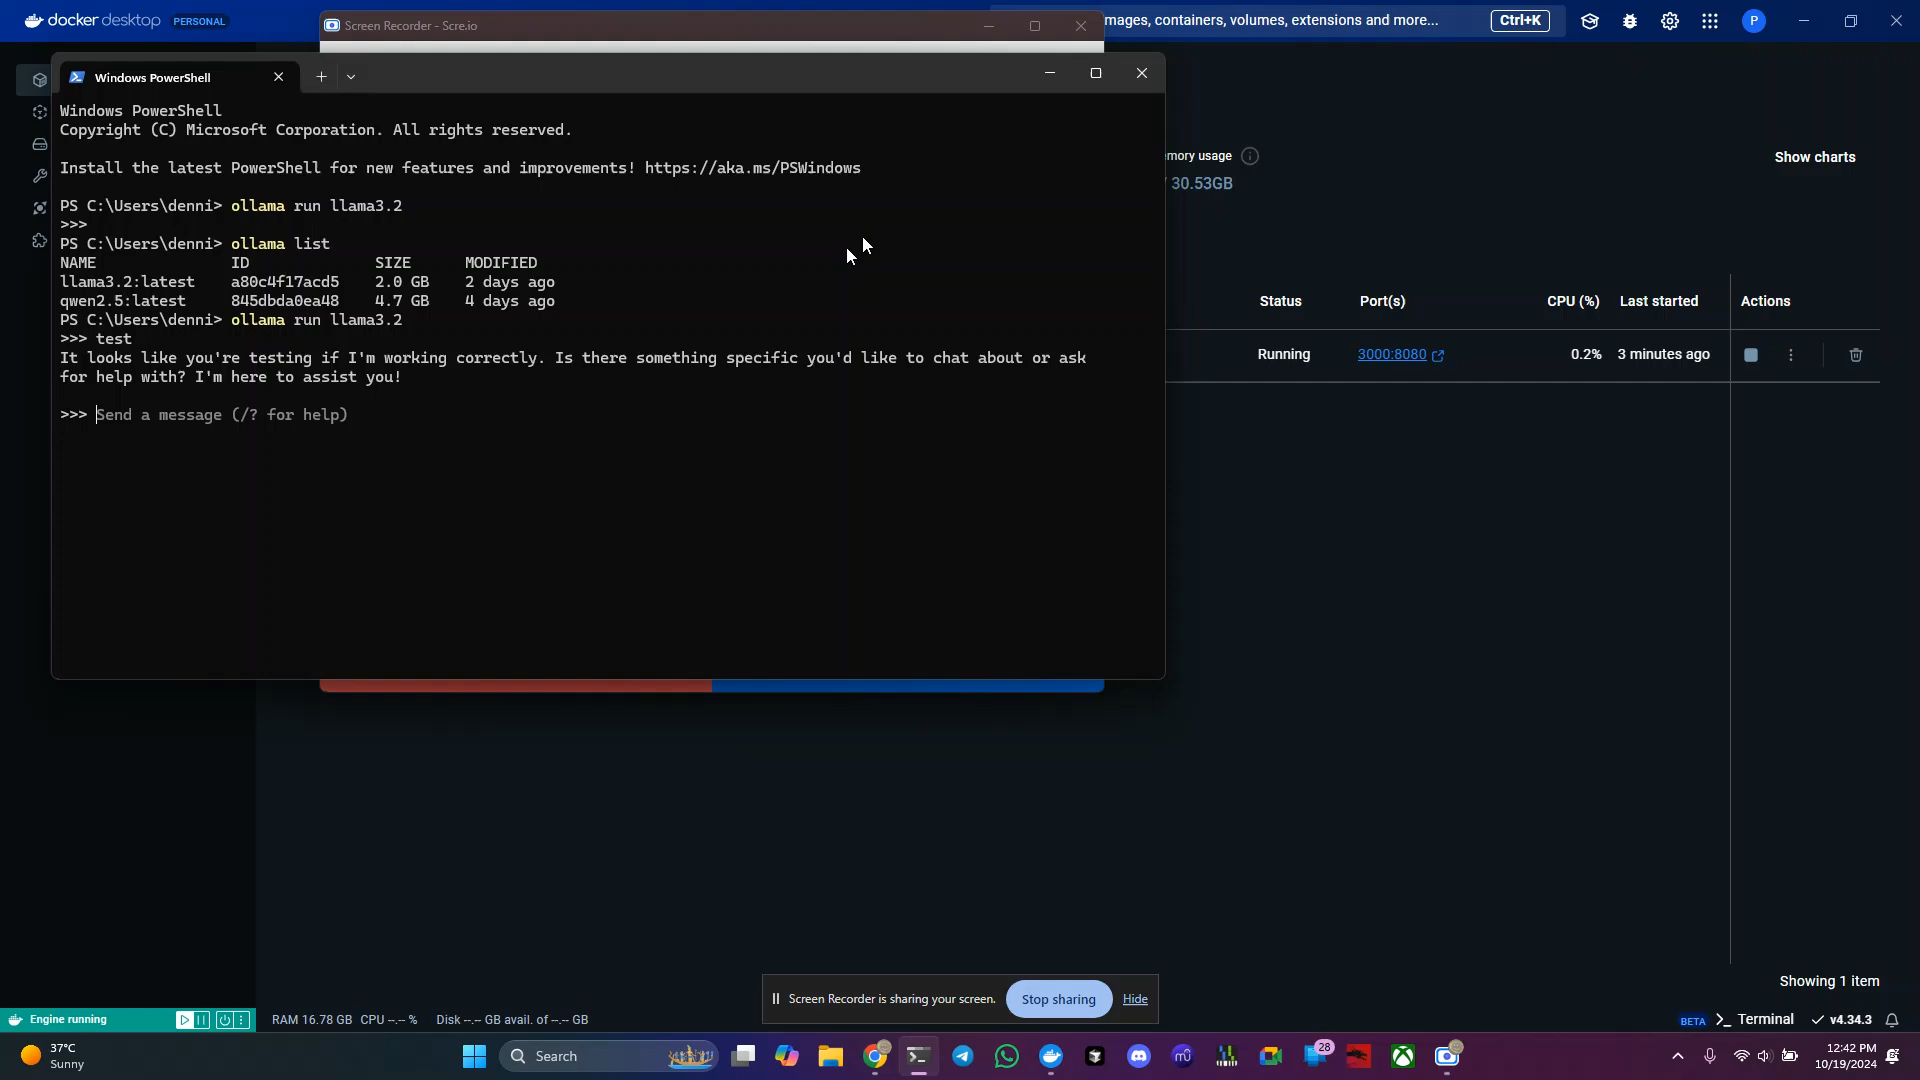 docker desktop PERSONAL
Screen Recorder - Scre.io
mages, containers, volumes, extensions and more...
Ctrl+K
P
Windows PowerShell
Windows PowerShell
Copyright (C) Microsoft Corporation. All rights reserved.
Install the latest PowerShell for new features and improvements! https://aka.ms/PSWindows
PS C:\Users\denni> ollama run llama3.2
>>>
PS C:\Users\denni> ollama list
NAME ID SIZE MODIFIED
llama3.2:latest a80c4f17acd5 2.0 GB 2 days ago
qwen2.5:latest 845dbda0ea48 4.7 GB 4 days ago
PS C:\Users\denni> ollama run llama3.2
>>> test
It looks like you're testing if I'm working correctly. Is there something specific you'd like to chat about or ask
for help with? I'm here to assist you!
>>> Send a message (/? for help)
mory usage
/ 30.53GB
Show charts
Status Port(s) CPU (%) Last started Actions
Running 3000:8080 0.2% 3 minutes ago
Showing 1 item
Screen Recorder is sharing your screen. Stop sharing Hide
Engine running
RAM 16.78 GB CPU --.-- % Disk --.-- GB avail. of --.-- GB
BETA Terminal v4.34.3
37°C
Sunny
Search
28
12:42 PM
10/19/2024